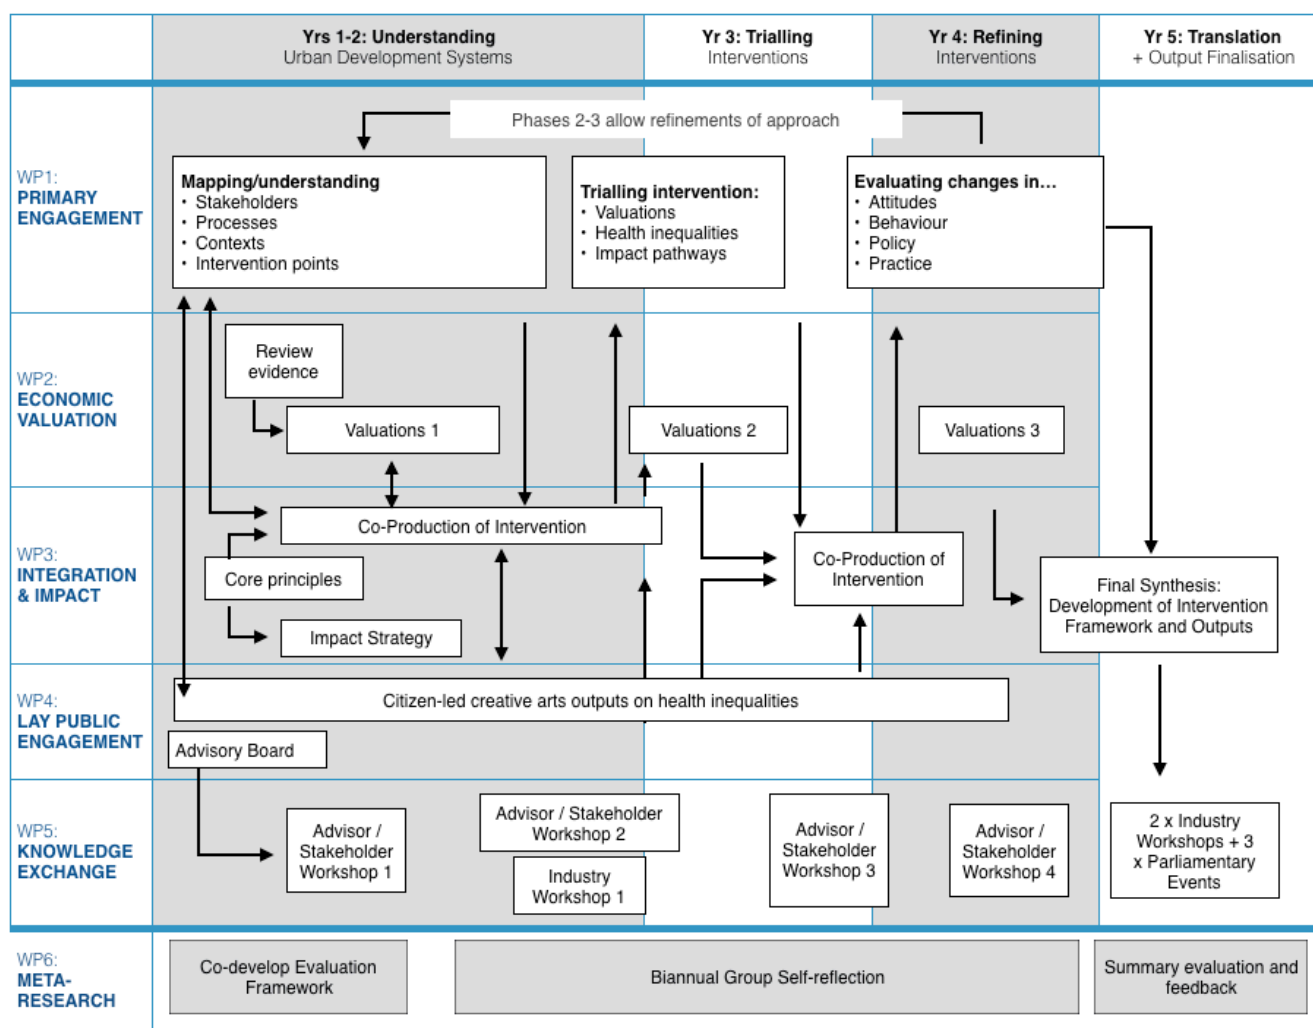 Yrs 1-2: Understanding
Urban Development Systems
Yr 3: Trialling
Interventions
Yr 4: Refining
Interventions
Yr 5: Translation
+ Output Finalisation
Phases 2-3 allow refinements of approach
WP1:
PRIMARY
ENGAGEMENT
Mapping/understanding
• Stakeholders
• Processes
• Contexts
• Intervention points
Trialling intervention:
• Valuations
• Health inequalities
• Impact pathways
Evaluating changes in…
• Attitudes
• Behaviour
• Policy
• Practice
WP2:
ECONOMIC
VALUATION
Review
evidence
Valuations 1
Valuations 2
Valuations 3
WP3:
INTEGRATION
& IMPACT
Co-Production of Intervention
Core principles
Impact Strategy
Co-Production of
Intervention
Final Synthesis:
Development of Intervention
Framework and Outputs
WP4:
LAY PUBLIC
ENGAGEMENT
Citizen-led creative arts outputs on health inequalities
Advisory Board
WP5:
KNOWLEDGE
EXCHANGE
Advisor /
Stakeholder
Workshop 1
Advisor / Stakeholder
Workshop 2
Industry
Workshop 1
Advisor /
Stakeholder
Workshop 3
Advisor /
Stakeholder
Workshop 4
2 x Industry
Workshops + 3
x Parliamentary
Events
WP6:
META-
RESEARCH
Co-develop Evaluation
Framework
Biannual Group Self-reflection
Summary evaluation and
feedback